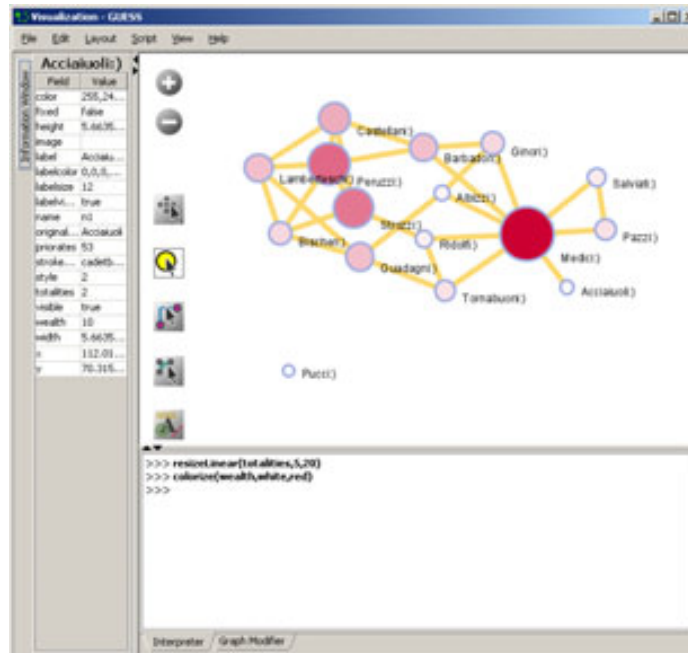 Visualization - GUESS
File Edit Layout Script View Help
Information Window
Acciaiuoli:)
Field Value
color 255,24...
fixed false
height 5.6635...
image
label Acciaiu...
labelcolor 0,0,0,...
labelsize 12
labelvi... true
name n1
original... Acciaiuoli
priorates 53
stroke... cadetb...
style 2
totalities 2
visible true
wealth 10
width 5.6635...
x 112.01...
y 70.315...
Castellani:)
Ginori:)
Barbadori:)
Lamberteschi:)
Peruzzi:)
Albizzi:)
Salviati:)
Strozzi:)
Pazzi:)
Bischeri:)
Ridolfi:)
Medici:)
Guadagni:)
Acciaiuoli:)
Tornabuoni:)
Pucci:)
>>> resizeLinear(totalities,5,20)
>>> colorize(wealth,white,red)
>>>
Interpreter Graph Modifier